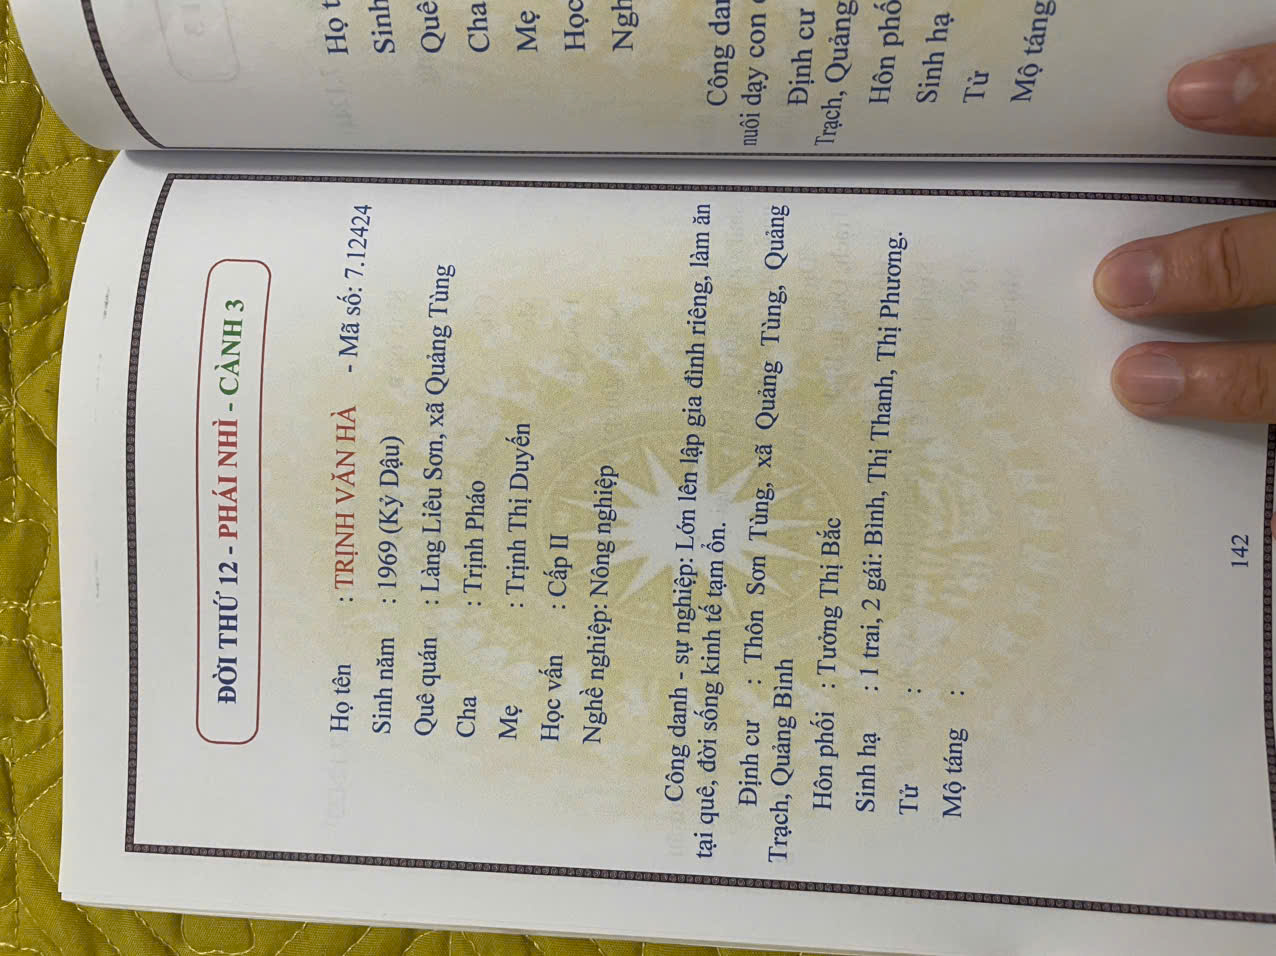 ĐỜI THỨ 12 - PHÁI NHÌ - CÀNH 3
Họ tên : TRỊNH VĂN HÀ - Mã số: 7.12424
Sinh năm : 1969 (Kỷ Dậu)
Quê quán : Làng Liêu Sơn, xã Quảng Tùng
Cha : Trịnh Pháo
Mẹ : Trịnh Thị Duyến
Học vấn : Cấp II
Nghề nghiệp: Nông nghiệp
Công danh - sự nghiệp: Lớn lên lập gia đình riêng, làm ăn
tại quê, đời sống kinh tế tạm ổn.
Định cư : Thôn Sơn Tùng, xã Quảng Tùng, Quảng
Trạch, Quảng Bình
Hôn phối : Tưởng Thị Bắc
Sinh hạ : 1 trai, 2 gái: Bình, Thị Thanh, Thị Phương.
Tử :
Mộ táng :
142
Họ t
Sinh
Quê
Cha
Mẹ
Học
Ngh
Công da
nuôi dạy con
Định cư
Trạch, Quảng
Hôn phố
Sinh hạ
Tử
Mộ táng